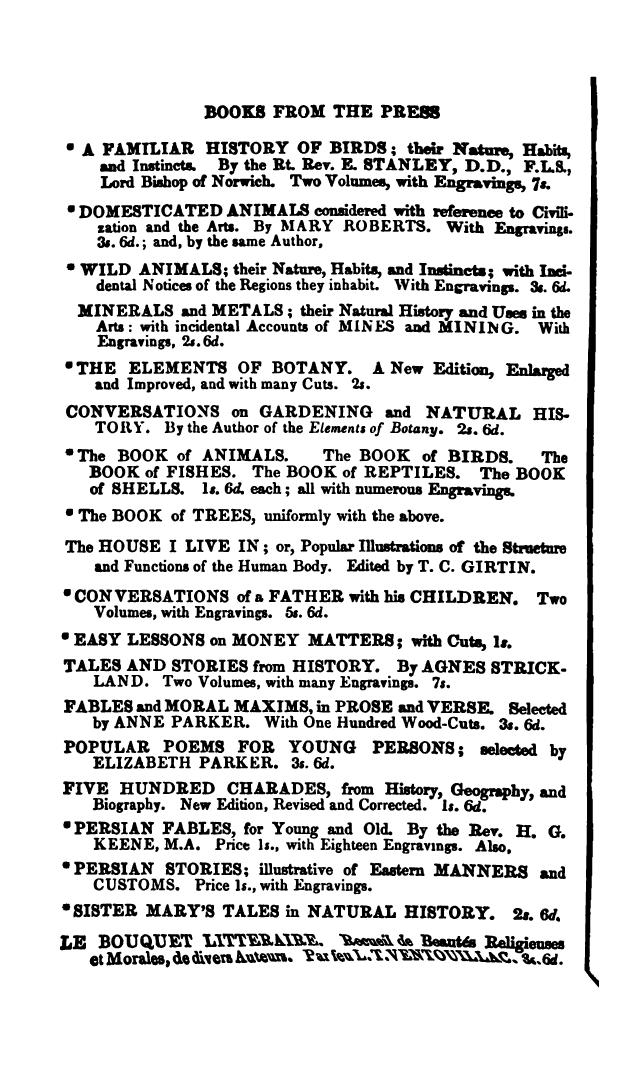 BOOKS FROM THE PRESS
* A FAMILIAR HISTORY OF BIRDS; their Nature, Habits,
and Instincts. By the Rt. Rev. E. STANLEY, D.D., F.L.S.,
Lord Bishop of Norwich. Two Volumes, with Engravings, 7s.
* DOMESTICATED ANIMALS considered with reference to Civili-
zation and the Arts. By MARY ROBERTS. With Engravings.
3s. 6d.; and, by the same Author,
* WILD ANIMALS; their Nature, Habits, and Instincts; with Inci-
dental Notices of the Regions they inhabit. With Engravings. 3s. 6d.
MINERALS and METALS; their Natural History and Uses in the
Arts: with incidental Accounts of MINES and MINING. With
Engravings, 2s. 6d.
* THE ELEMENTS OF BOTANY. A New Edition, Enlarged
and Improved, and with many Cuts. 2s.
CONVERSATIONS on GARDENING and NATURAL HIS-
TORY. By the Author of the Elements of Botany. 2s. 6d.
* The BOOK of ANIMALS. The BOOK of BIRDS. The
BOOK of FISHES. The BOOK of REPTILES. The BOOK
of SHELLS. 1s. 6d. each; all with numerous Engravings.
* The BOOK of TREES, uniformly with the above.
The HOUSE I LIVE IN; or, Popular Illustrations of the Structure
and Functions of the Human Body. Edited by T. C. GIRTIN.
* CONVERSATIONS of a FATHER with his CHILDREN. Two
Volumes, with Engravings. 5s. 6d.
* EASY LESSONS on MONEY MATTERS; with Cuts, 1s.
TALES AND STORIES from HISTORY. By AGNES STRICK-
LAND. Two Volumes, with many Engravings. 7s.
FABLES and MORAL MAXIMS, in PROSE and VERSE. Selected
by ANNE PARKER. With One Hundred Wood-Cuts. 3s. 6d.
POPULAR POEMS FOR YOUNG PERSONS; selected by
ELIZABETH PARKER. 3s. 6d.
FIVE HUNDRED CHARADES, from History, Geography, and
Biography. New Edition, Revised and Corrected. 1s. 6d.
* PERSIAN FABLES, for Young and Old. By the Rev. H. G.
KEENE, M.A. Price 1s., with Eighteen Engravings. Also,
* PERSIAN STORIES; illustrative of Eastern MANNERS and
CUSTOMS. Price 1s., with Engravings.
* SISTER MARY'S TALES in NATURAL HISTORY. 2s. 6d.
LE BOUQUET LITTERAIRE. Recueil de Beautés Religieuses
et Morales, de divers Auteurs. Par feu L. T. VENTOUILLAC. 3s. 6d.